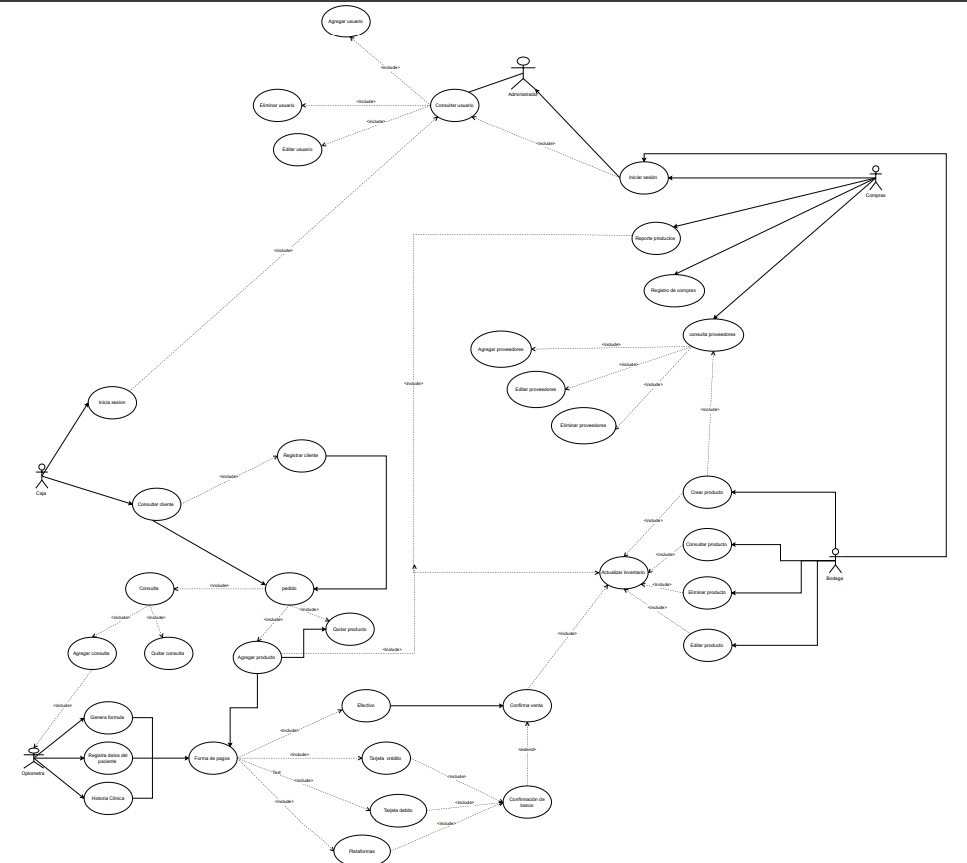 Agregar usuario
<include>
Administrador
Eliminar usuario
<include>
Consultar usuario
<include>
Editar usuario
<include>
Iniciar sesión
Compras
Reporte productos
<include>
Registro de compras
consulta proveedores
Agregar proveedores
<include>
<include>
Editar proveedores
<include>
<include>
Eliminar proveedores
<include>
Inicia sesion
Registrar cliente
<include>
Caja
Consultar cliente
Crear producto
<include>
Consultar producto
<include>
Actualizar inventario
Bodega
<include>
Eliminar producto
<include>
Consulta
<include>
pedido
<include>
<include>
<include>
<include>
Quitar producto
<include>
Editar producto
Agregar consulta
Quitar consulta
Agregar producto
<include>
<include>
Genera formula
Efectivo
Confirma venta
<include>
Optometra
Registra datos del
paciente
Forma de pagos
<include>
Tarjeta crédito
<extend>
Text
<include>
<include>
Historia Clinica
<include>
Tarjeta debito
<include>
Confirmación de
banco
<include>
Plataformas